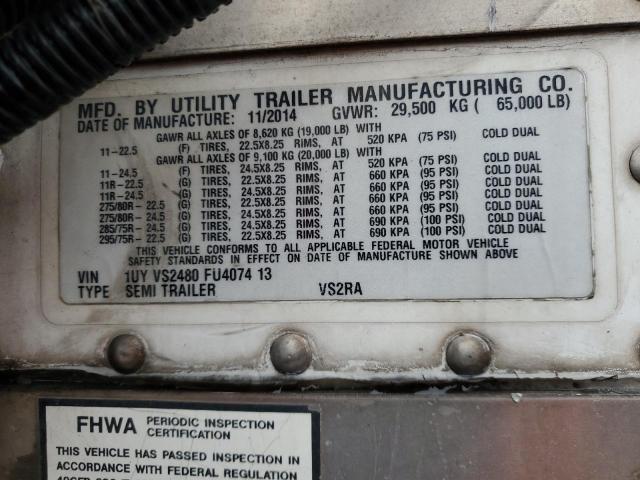 MFD. BY UTILITY TRAILER MANUFACTURING CO.
DATE OF MANUFACTURE: 11/2014 GVWR: 29,500 KG ( 65,000 LB)
GAWR ALL AXLES OF 8,620 KG (19,000 LB) WITH
11-22.5 (F) TIRES, 22.5X8.25 RIMS, AT 520 KPA (75 PSI) COLD DUAL
GAWR ALL AXLES OF 9,100 KG (20,000 LB) WITH
11-24.5 (F) TIRES, 24.5X8.25 RIMS, AT 520 KPA (75 PSI) COLD DUAL
11R-22.5 (G) TIRES, 22.5X8.25 RIMS, AT 660 KPA (95 PSI) COLD DUAL
11R-24.5 (G) TIRES, 24.5X8.25 RIMS, AT 660 KPA (95 PSI) COLD DUAL
275/80R-22.5 (G) TIRES, 22.5X8.25 RIMS, AT 660 KPA (95 PSI) COLD DUAL
275/80R-24.5 (G) TIRES, 24.5X8.25 RIMS, AT 660 KPA (95 PSI) COLD DUAL
285/75R-24.5 (G) TIRES, 24.5X8.25 RIMS, AT 690 KPA (100 PSI) COLD DUAL
295/75R-22.5 (G) TIRES, 22.5X8.25 RIMS, AT 690 KPA (100 PSI) COLD DUAL
THIS VEHICLE CONFORMS TO ALL APPLICABLE FEDERAL MOTOR VEHICLE
SAFETY STANDARDS IN EFFECT ON DATE OF MANUFACTURE SHOWN ABOVE
VIN 1UY VS2480 FU4074 13
TYPE SEMI TRAILER VS2RA
FHWA PERIODIC INSPECTION
CERTIFICATION
THIS VEHICLE HAS PASSED INSPECTION
IN ACCORDANCE WITH FEDERAL REGULATION